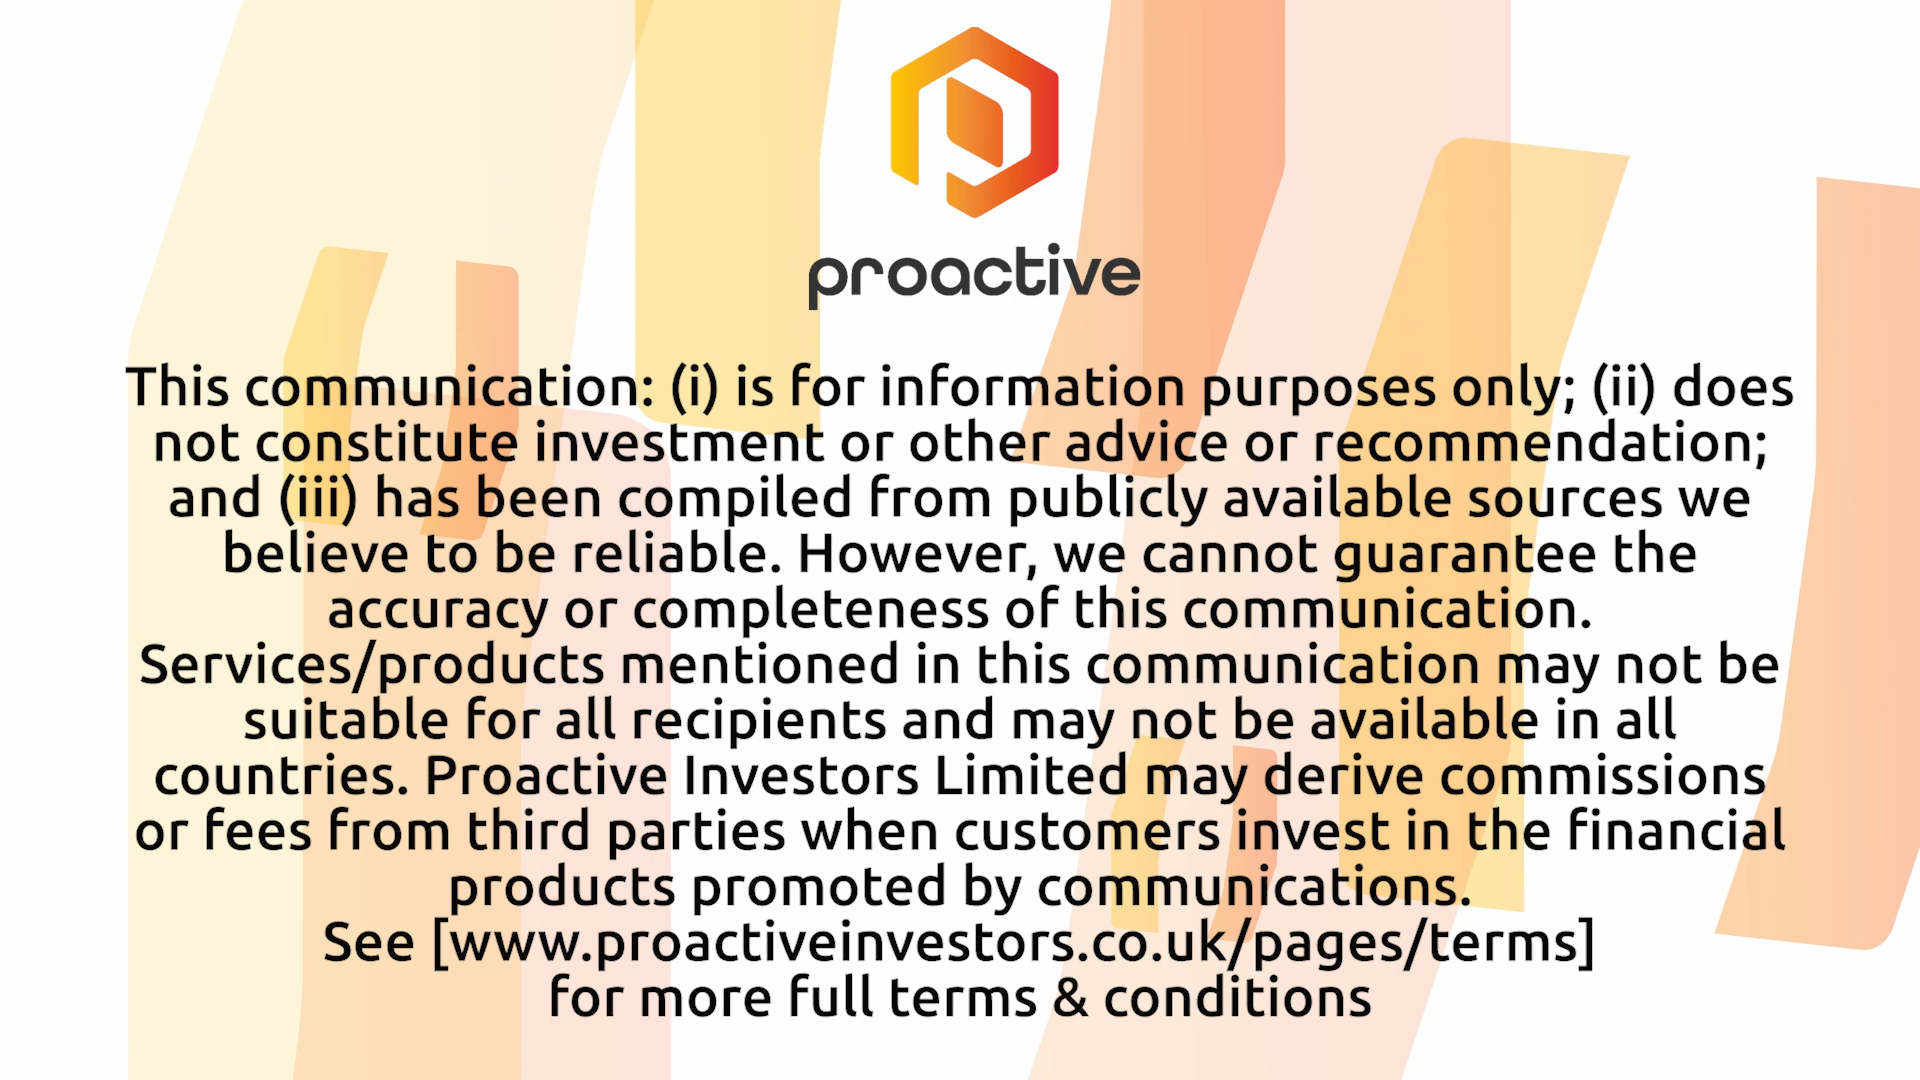 proactive
This communication: (i) is for information purposes only; (ii) does
not constitute investment or other advice or recommendation;
and (iii) has been compiled from publicly available sources we
believe to be reliable. However, we cannot guarantee the
accuracy or completeness of this communication.
Services/products mentioned in this communication may not be
suitable for all recipients and may not be available in all
countries. Proactive Investors Limited may derive commissions
or fees from third parties when customers invest in the financial
products promoted by communications.
See [www.proactiveinvestors.co.uk/pages/terms]
for more full terms & conditions